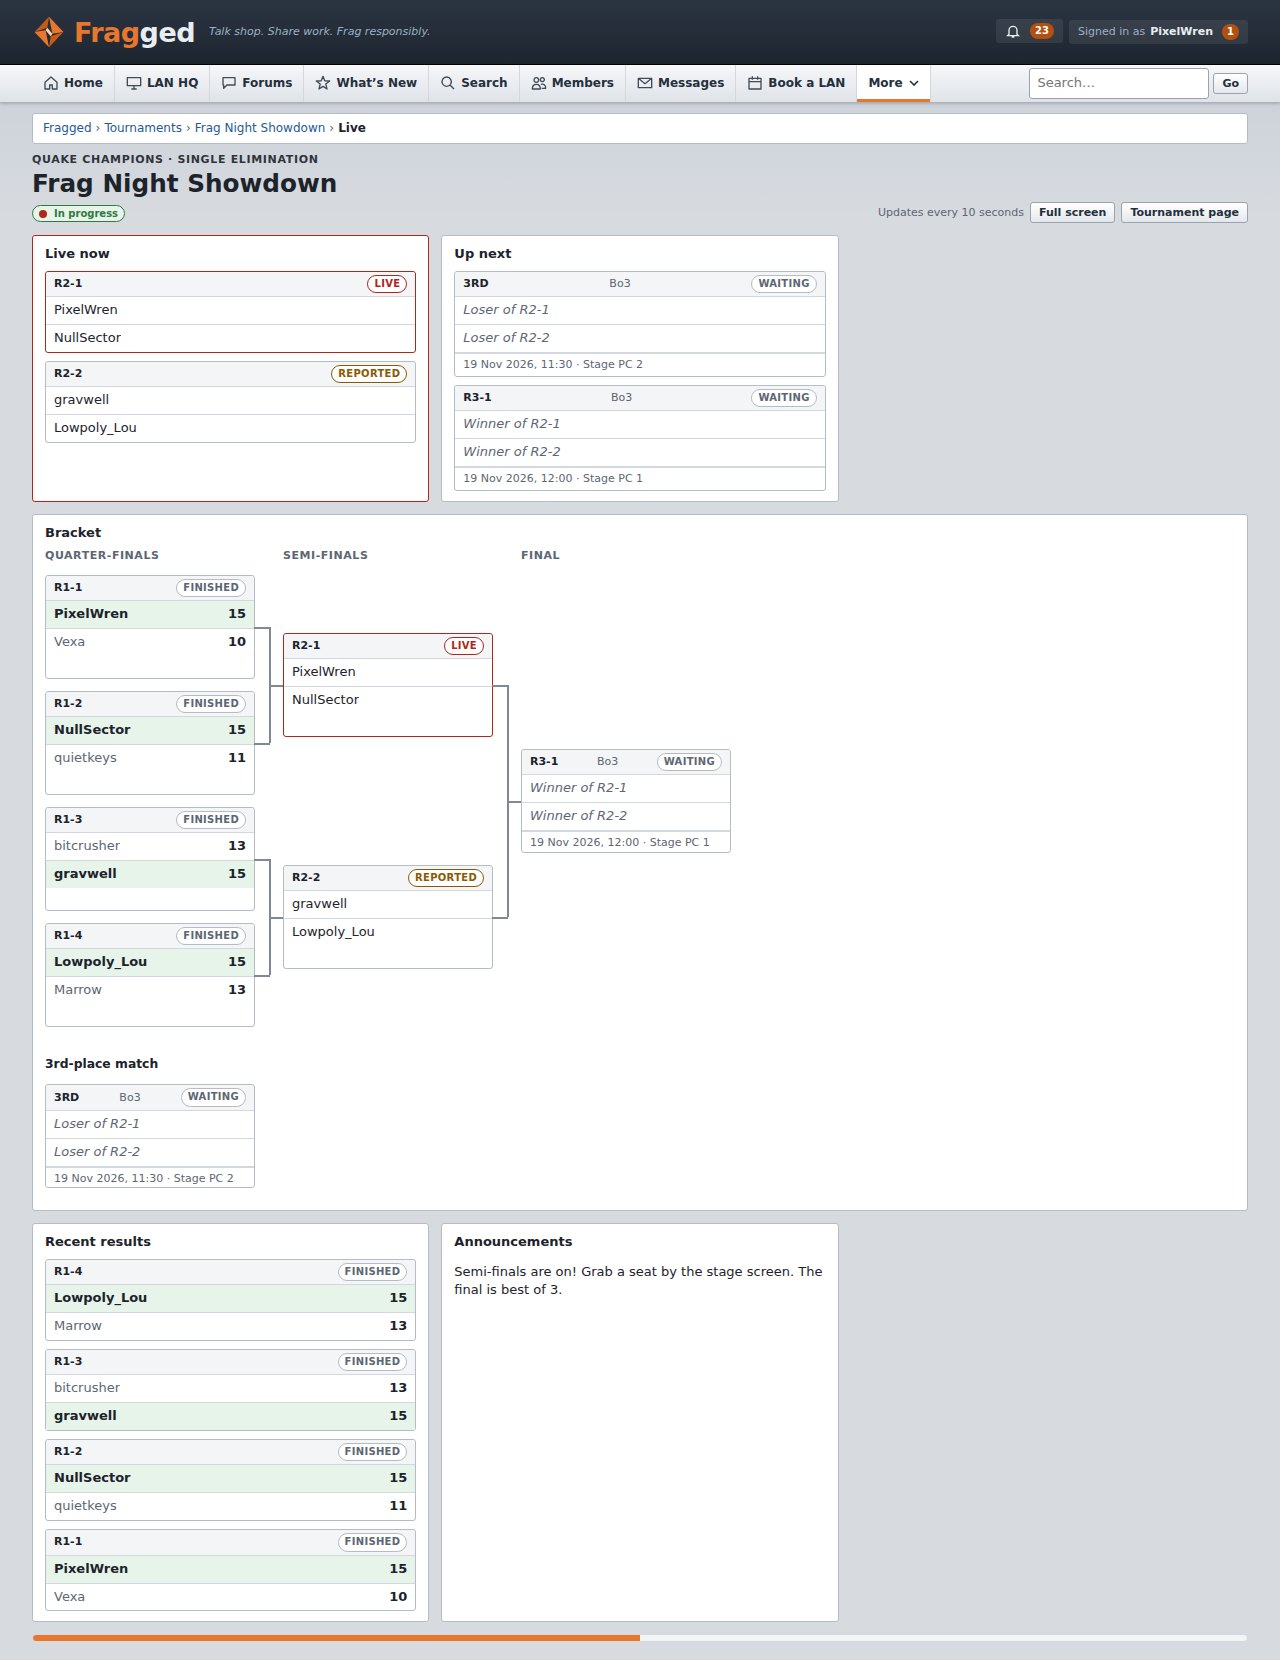 Fragged
Talk shop. Share work. Frag responsibly.
23
Signed in as PixelWren 1
Home
LAN HQ
Forums
What’s New
Search
Members
Messages
Book a LAN
More
Search…
Go
Fragged › Tournaments › Frag Night Showdown › Live
QUAKE CHAMPIONS · SINGLE ELIMINATION
Frag Night Showdown
In progress
Updates every 10 seconds
Full screen
Tournament page
Live now
R2-1 LIVE
PixelWren
NullSector
R2-2 REPORTED
gravwell
Lowpoly_Lou
Up next
3RD Bo3 WAITING
Loser of R2-1
Loser of R2-2
19 Nov 2026, 11:30 · Stage PC 2
R3-1 Bo3 WAITING
Winner of R2-1
Winner of R2-2
19 Nov 2026, 12:00 · Stage PC 1
Bracket
QUARTER-FINALS
R1-1 FINISHED
PixelWren 15
Vexa 10
R1-2 FINISHED
NullSector 15
quietkeys 11
R1-3 FINISHED
bitcrusher 13
gravwell 15
R1-4 FINISHED
Lowpoly_Lou 15
Marrow 13
SEMI-FINALS
R2-1 LIVE
PixelWren
NullSector
R2-2 REPORTED
gravwell
Lowpoly_Lou
FINAL
R3-1 Bo3 WAITING
Winner of R2-1
Winner of R2-2
19 Nov 2026, 12:00 · Stage PC 1
3rd-place match
3RD Bo3 WAITING
Loser of R2-1
Loser of R2-2
19 Nov 2026, 11:30 · Stage PC 2
Recent results
R1-4 FINISHED
Lowpoly_Lou 15
Marrow 13
R1-3 FINISHED
bitcrusher 13
gravwell 15
R1-2 FINISHED
NullSector 15
quietkeys 11
R1-1 FINISHED
PixelWren 15
Vexa 10
Announcements
Semi-finals are on! Grab a seat by the stage screen. The
final is best of 3.